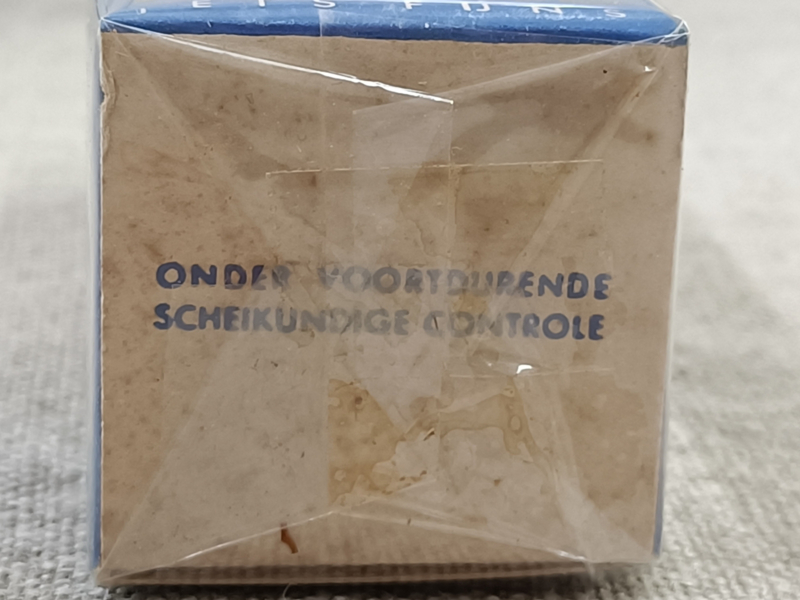 ONDER VOORTDURENDE
SCHEIKUNDIGE CONTROLE